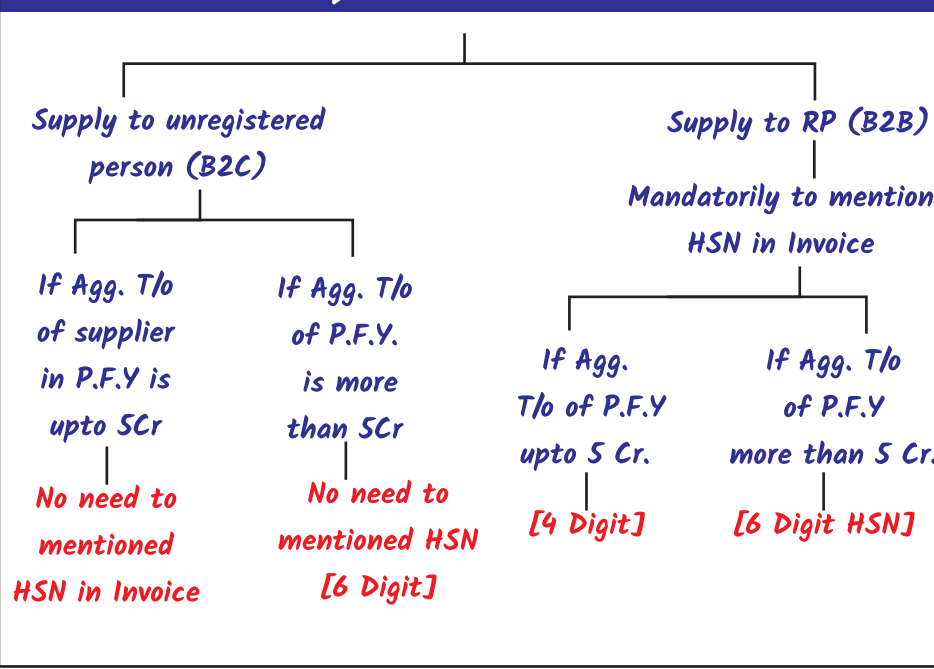 Supply to unregistered
person (B2C)
If Agg. T/o
of supplier
in P.F.Y is
upto 5Cr
No need to
mentioned
HSN in Invoice
If Agg. T/o
of P.F.Y.
is more
than 5Cr
No need to
mentioned HSN
[6 Digit]
Supply to RP (B2B)
Mandatorily to mention
HSN in Invoice
If Agg.
T/o of P.F.Y
upto 5 Cr.
[4 Digit]
If Agg. T/o
of P.F.Y
more than 5 Cr.
[6 Digit HSN]